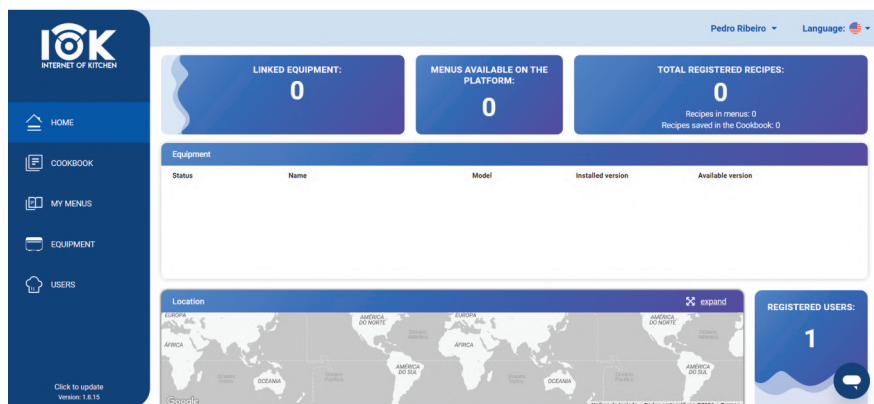 Pedro Ribeiro
Language:
IOK
INTERNET OF KITCHEN
HOME
COOKBOOK
MY MENUS
EQUIPMENT
USERS
Click to update
Version: 1.6.15
LINKED EQUIPMENT:
0
MENUS AVAILABLE ON THE
PLATFORM:
0
TOTAL REGISTERED RECIPES:
0
Recipes in menus: 0
Recipes saved in the Cookbook: 0
Equipment
Status Name Model Installed version Available version
Location expand
EUROPA AMÉRICA DO NORTE EUROPA AMÉRICA DO NORTE
ÁFRICA ÁFRICA
AMÉRICA DO SUL AMÉRICA DO SUL
OCEANIA OCEANIA
Google
REGISTERED USERS:
1